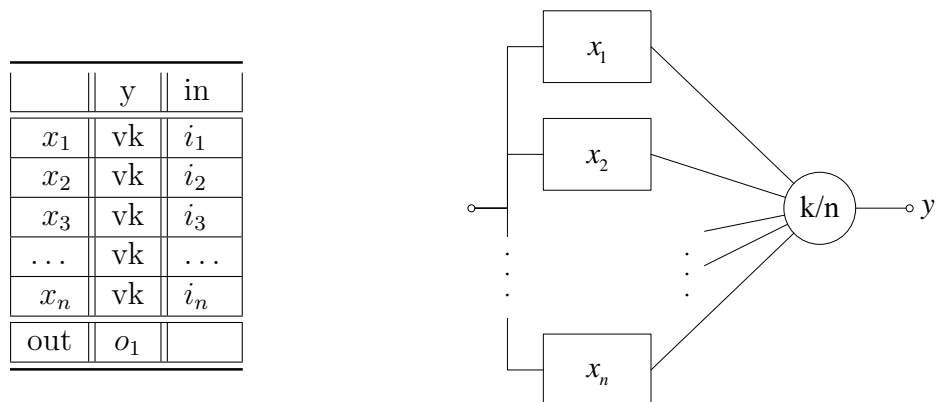 y in
x₁ vk i₁
x₂ vk i₂
x₃ vk i₃
... vk ...
xₙ vk iₙ
out o₁
x₁
x₂
k/n
y
xₙ